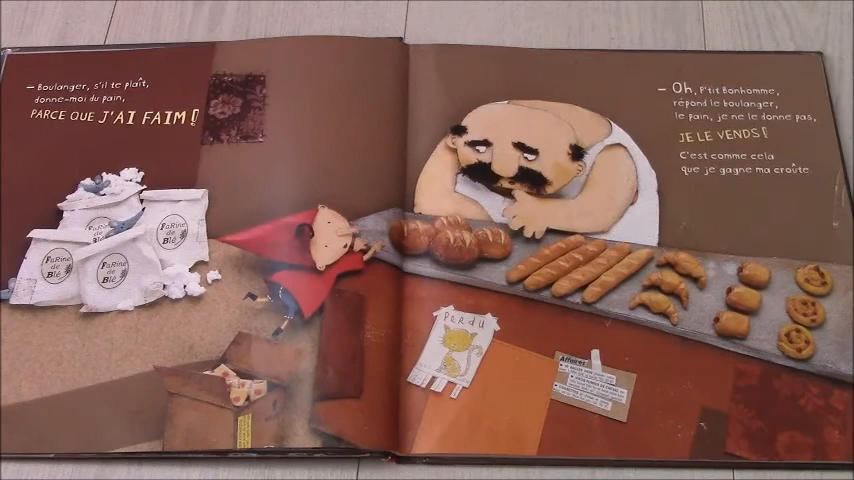 – Boulanger, s'il te plaît,
donne-moi du pain,
PARCE QUE J'AI FAIM !
– Oh, P'tit Bonhomme,
répond le boulanger,
le pain, je ne le donne pas,
JE LE VENDS !
C'est comme cela
que je gagne ma croûte
FaRine
de
Blé
FaRine
de
Blé
FaRine
de
Blé
FaRine
de
PERDU
Affaires